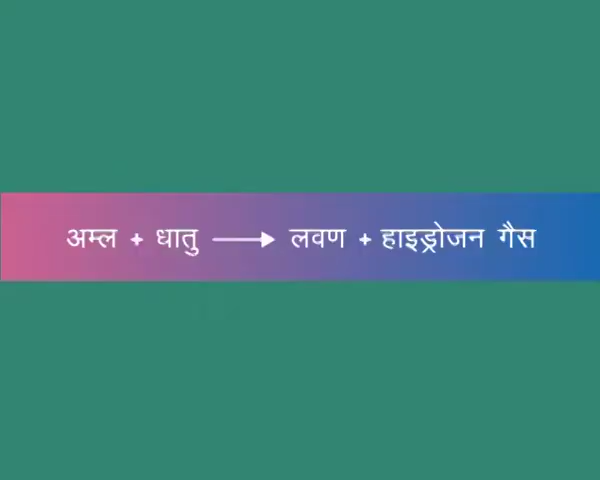 अम्ल + धातु ⟶ लवण + हाइड्रोजन गैस